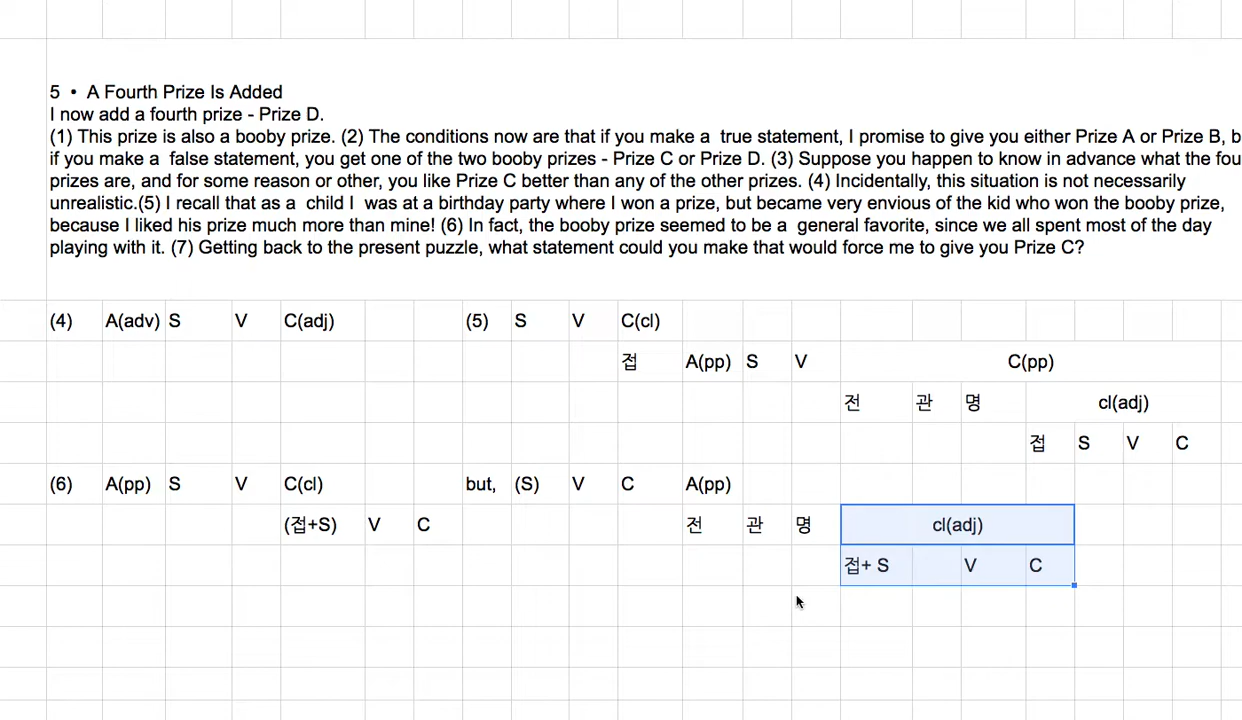 5 • A Fourth Prize Is Added
I now add a fourth prize - Prize D.
(1) This prize is also a booby prize. (2) The conditions now are that if you make a  true statement, I promise to give you either Prize A or Prize B, b
if you make a  false statement, you get one of the two booby prizes - Prize C or Prize D. (3) Suppose you happen to know in advance what the fou
prizes are, and for some reason or other, you like Prize C better than any of the other prizes. (4) Incidentally, this situation is not necessarily
unrealistic.(5) I recall that as a  child I  was at a birthday party where I won a prize, but became very envious of the kid who won the booby prize,
because I liked his prize much more than mine! (6) In fact, the booby prize seemed to be a  general favorite, since we all spent most of the day
playing with it. (7) Getting back to the present puzzle, what statement could you make that would force me to give you Prize C?
(4) A(adv) S V C(adj) (5) S V C(cl)
접 A(pp) S V C(pp)
전 관 명 cl(adj)
접 S V C
(6) A(pp) S V C(cl) but, (S) V C A(pp)
(접+S) V C 전 관 명 cl(adj)
접+ S V C